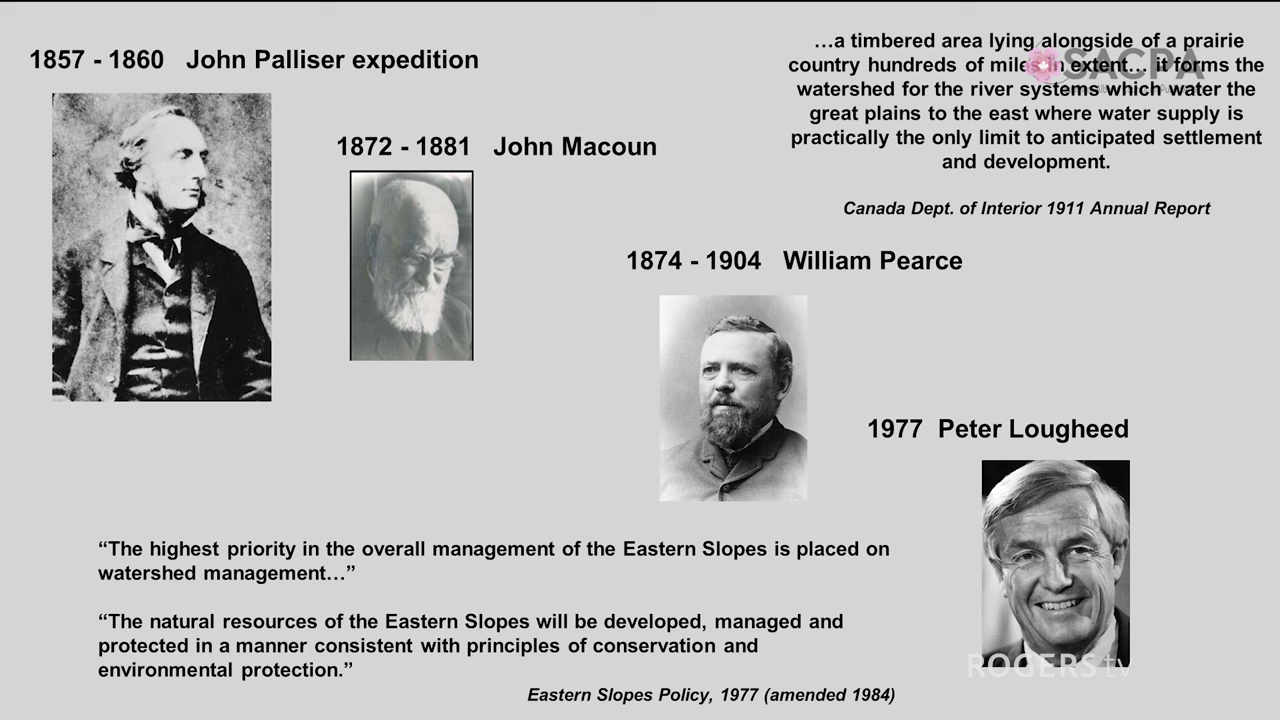 1857 - 1860 John Palliser expedition
…a timbered area lying alongside of a prairie
country hundreds of miles in extent… it forms the
watershed for the river systems which water the
great plains to the east where water supply is
practically the only limit to anticipated settlement
and development.
SACPA
Canada Dept. of Interior 1911 Annual Report
1872 - 1881 John Macoun
1874 - 1904 William Pearce
1977 Peter Lougheed
“The highest priority in the overall management of the Eastern Slopes is placed on
watershed management…”
“The natural resources of the Eastern Slopes will be developed, managed and
protected in a manner consistent with principles of conservation and
environmental protection.”
Eastern Slopes Policy, 1977 (amended 1984)
ROGERS tv